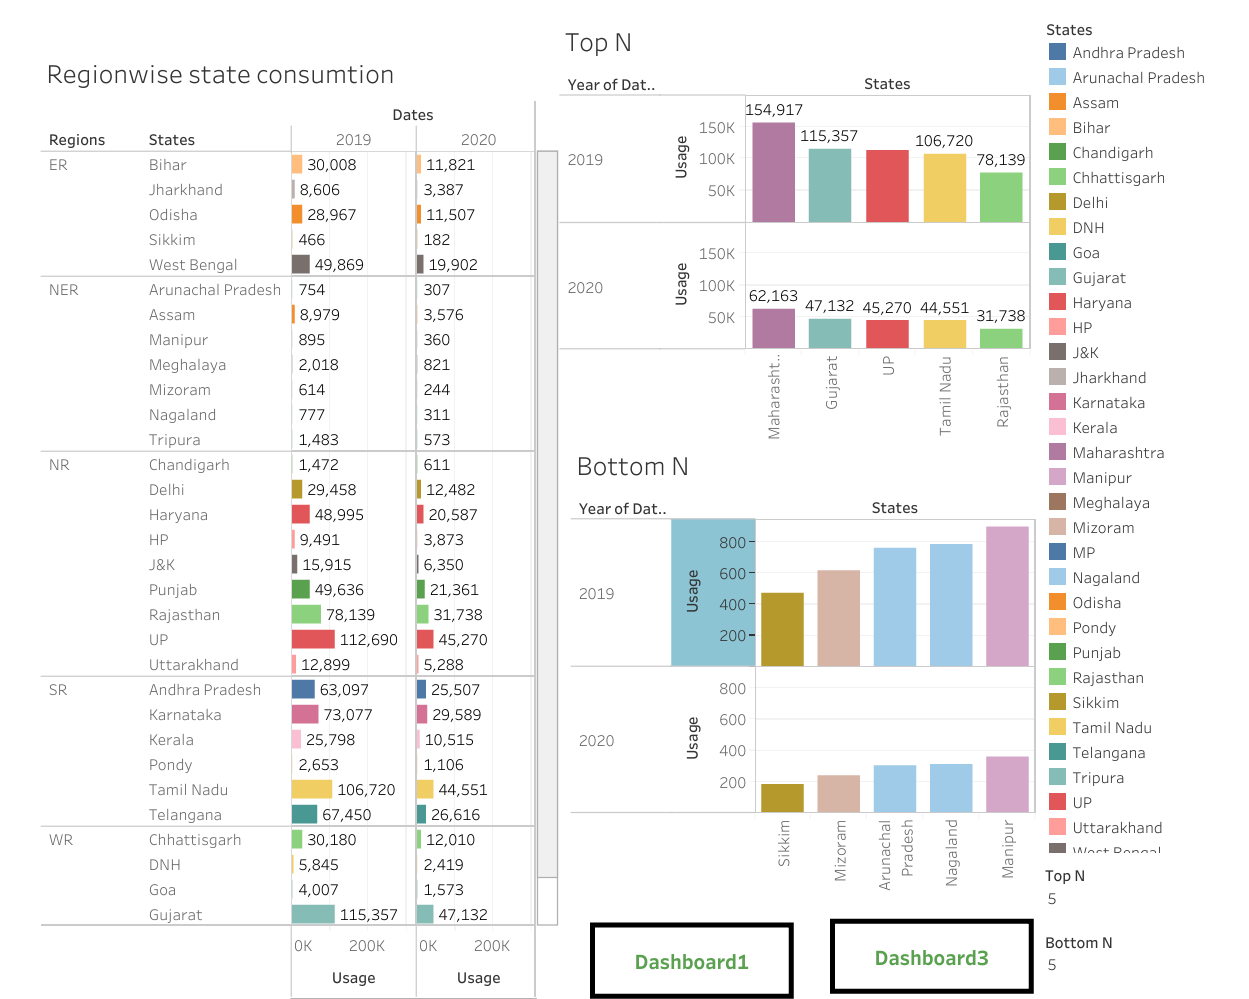 Regionwise state consumtion
Dates
Regions States 2019 2020
ER Bihar 30,008 11,821
Jharkhand 8,606 3,387
Odisha 28,967 11,507
Sikkim 466 182
West Bengal 49,869 19,902
NER Arunachal Pradesh 754 307
Assam 8,979 3,576
Manipur 895 360
Meghalaya 2,018 821
Mizoram 614 244
Nagaland 777 311
Tripura 1,483 573
NR Chandigarh 1,472 611
Delhi 29,458 12,482
Haryana 48,995 20,587
HP 9,491 3,873
J&K 15,915 6,350
Punjab 49,636 21,361
Rajasthan 78,139 31,738
UP 112,690 45,270
Uttarakhand 12,899 5,288
SR Andhra Pradesh 63,097 25,507
Karnataka 73,077 29,589
Kerala 25,798 10,515
Pondy 2,653 1,106
Tamil Nadu 106,720 44,551
Telangana 67,450 26,616
WR Chhattisgarh 30,180 12,010
DNH 5,845 2,419
Goa 4,007 1,573
Gujarat 115,357 47,132
0K 200K 0K 200K
Usage Usage
Top N
Year of Dat.. States
2019
Usage
150K
100K
50K
154,917 115,357 106,720 78,139
2020
Usage
150K
100K
50K
62,163 47,132 45,270 44,551 31,738
Maharasht..
Gujarat
UP
Tamil Nadu
Rajasthan
Bottom N
Year of Dat.. States
2019
Usage
800
600
400
200
2020
Usage
800
600
400
200
Sikkim
Mizoram
Arunachal
Pradesh
Nagaland
Manipur
Dashboard1
Dashboard3
States
Andhra Pradesh
Arunachal Pradesh
Assam
Bihar
Chandigarh
Chhattisgarh
Delhi
DNH
Goa
Gujarat
Haryana
HP
J&K
Jharkhand
Karnataka
Kerala
Maharashtra
Manipur
Meghalaya
Mizoram
MP
Nagaland
Odisha
Pondy
Punjab
Rajasthan
Sikkim
Tamil Nadu
Telangana
Tripura
UP
Uttarakhand
West Bengal
Top N
5
Bottom N
5